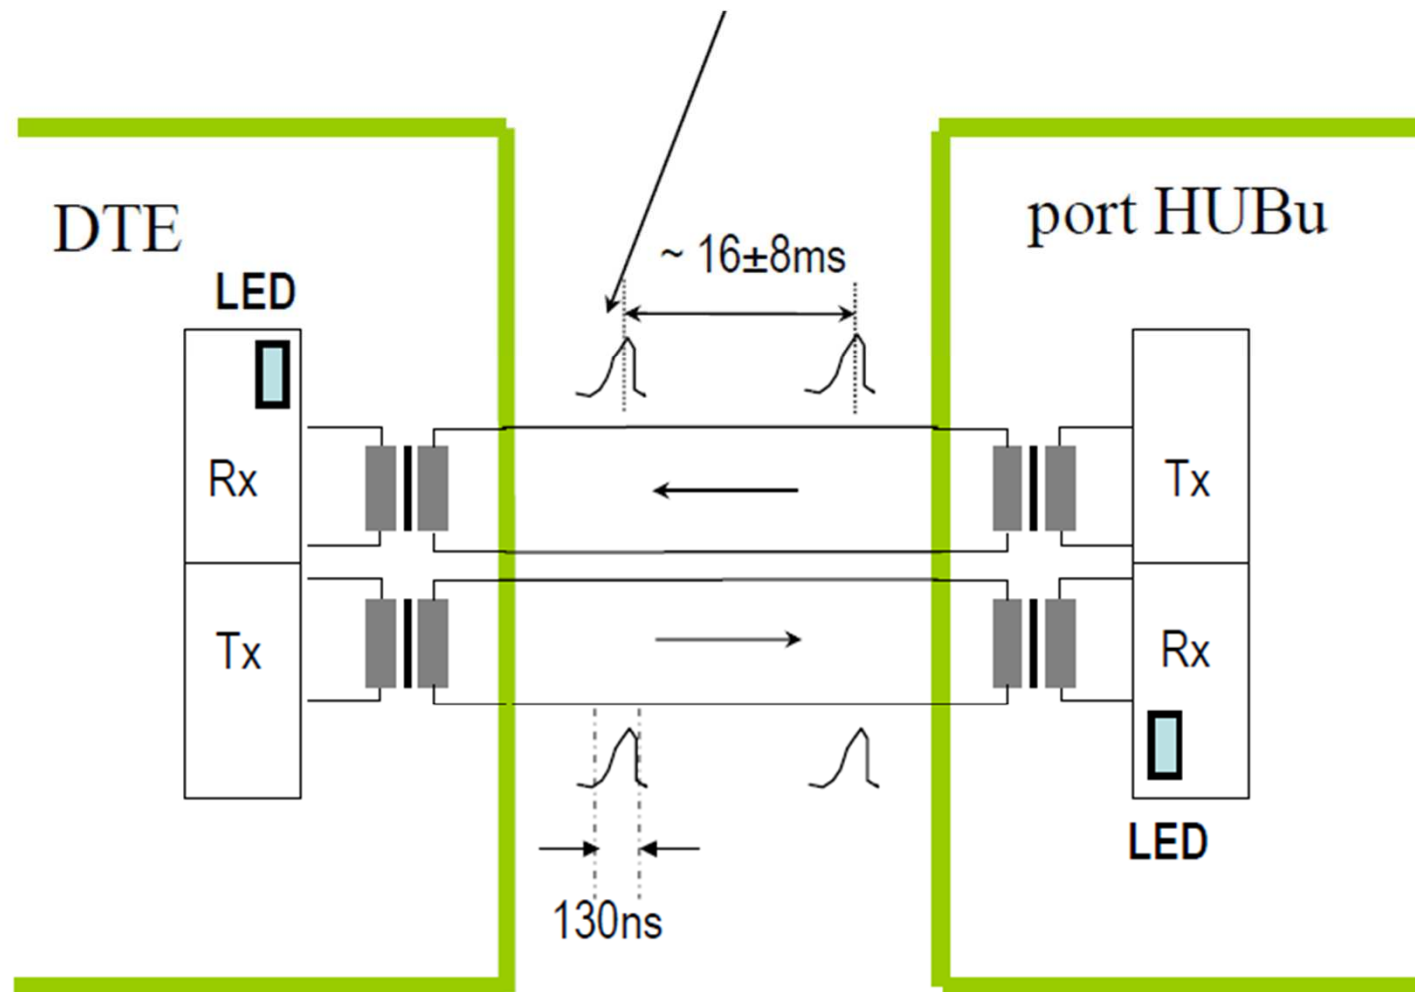 DTE
port HUBu
~ 16±8ms
LED
Rx
Tx
Tx
Rx
LED
130ns